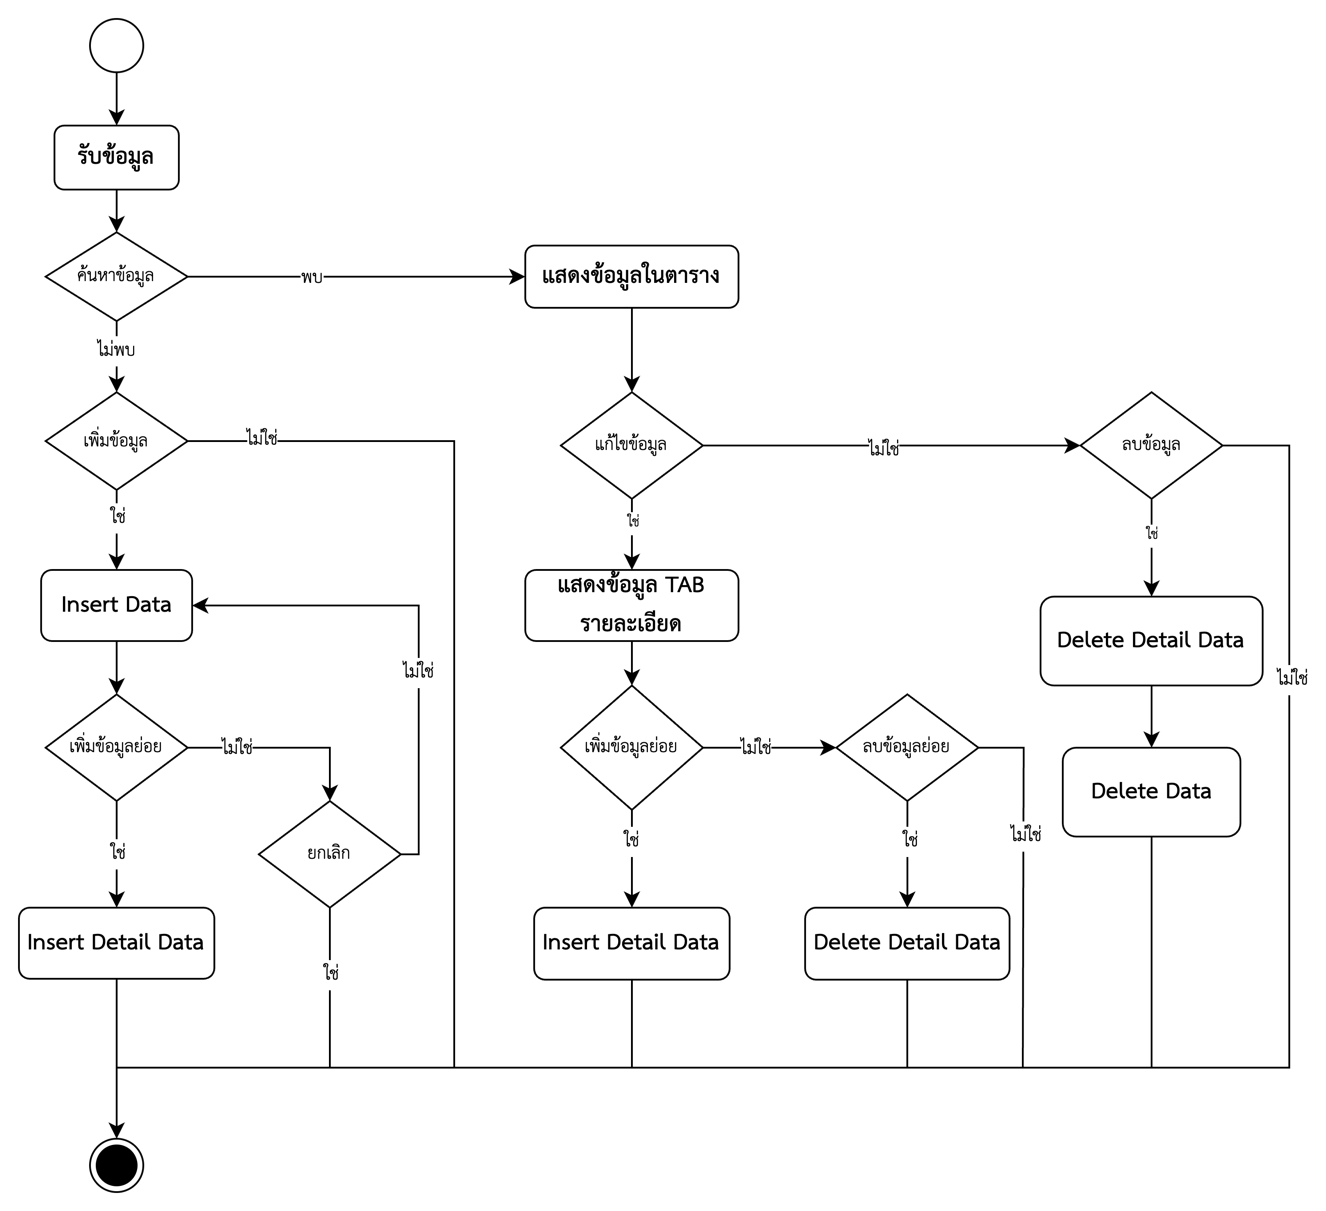 รับข้อมูล
ค้นหาข้อมูล
พบ
แสดงข้อมูลในตาราง
ไม่พบ
เพิ่มข้อมูล
ไม่ใช่
แก้ไขข้อมูล
ไม่ใช่
ลบข้อมูล
ใช่
ใช่
ใช่
Insert Data
แสดงข้อมูล TAB
รายละเอียด
Delete Detail Data
ไม่ใช่
ไม่ใช่
เพิ่มข้อมูลย่อย
ไม่ใช่
เพิ่มข้อมูลย่อย
ไม่ใช่
ลบข้อมูลย่อย
Delete Data
ใช่
ยกเลิก
ใช่
ใช่
ไม่ใช่
Insert Detail Data
Insert Detail Data
Delete Detail Data
ใช่